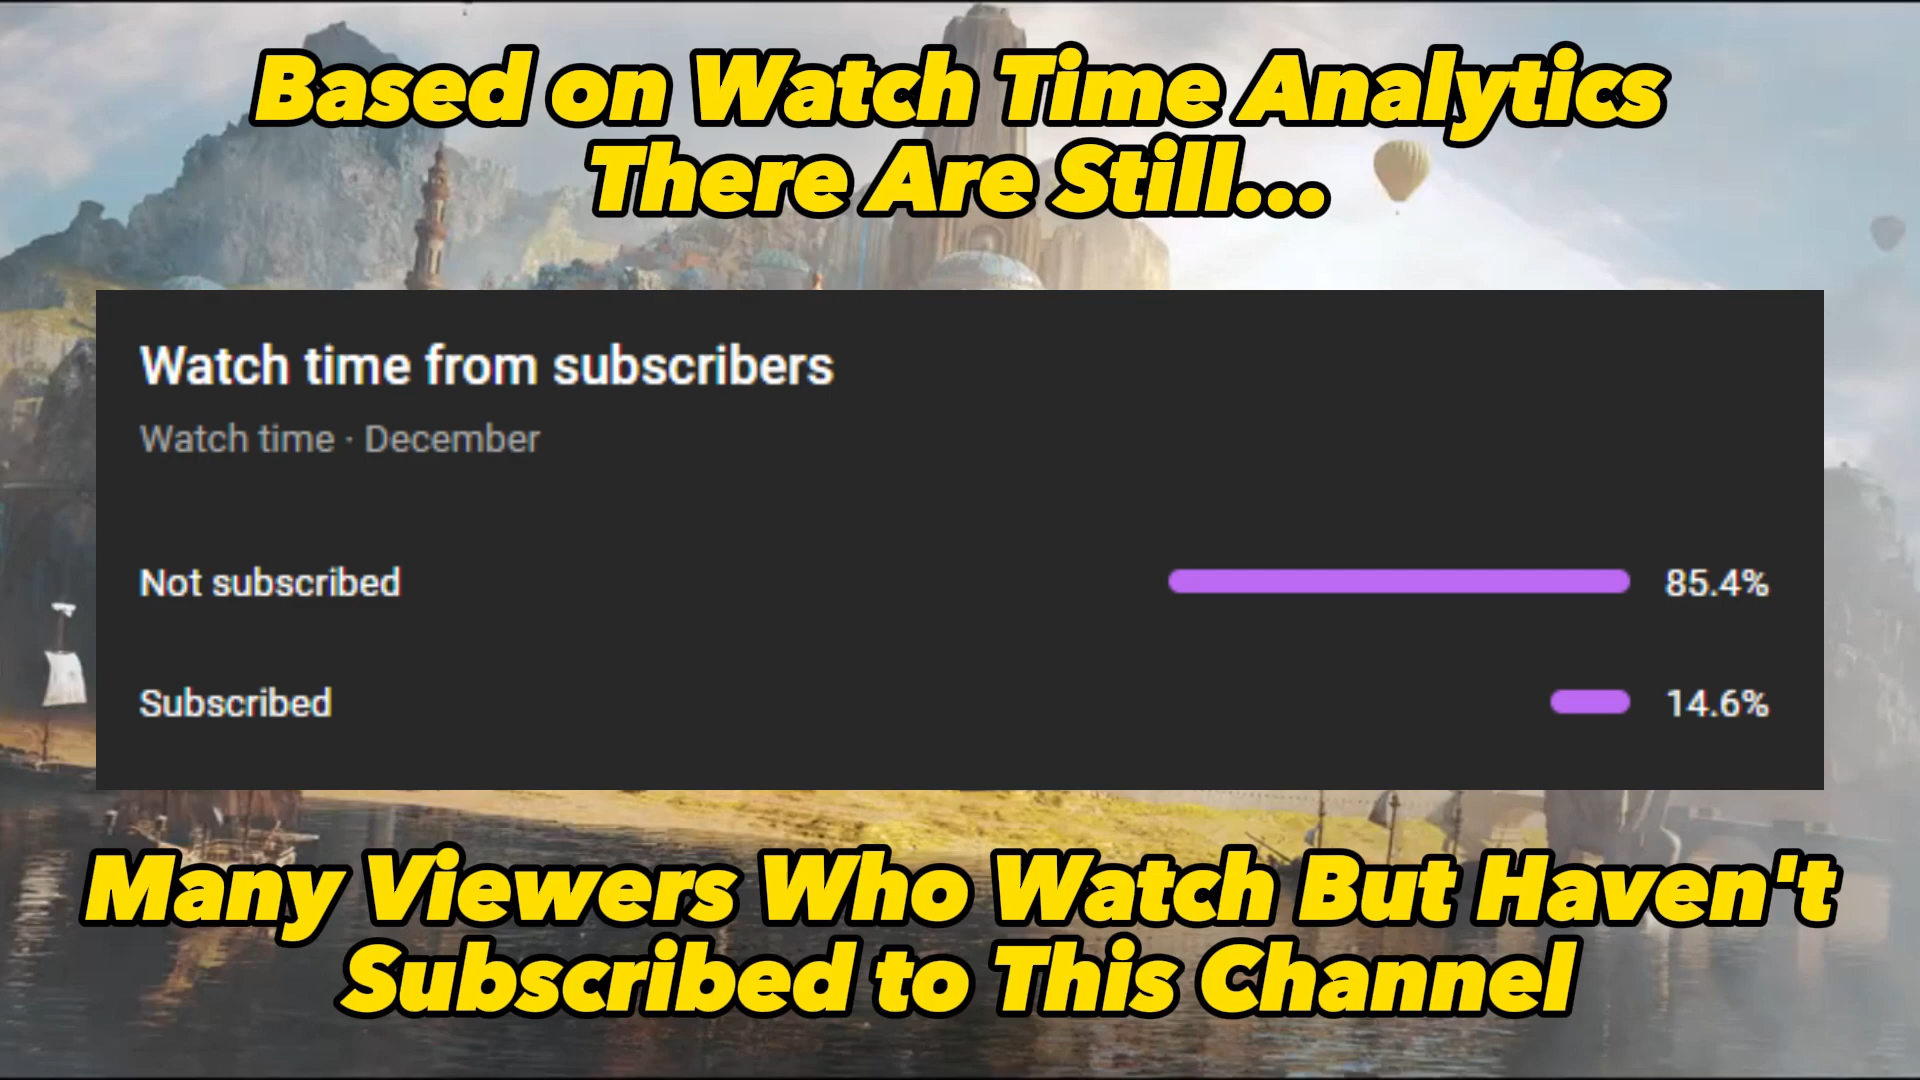 Based on Watch Time Analytics
There Are Still...
Watch time from subscribers
Watch time · December
Not subscribed 85.4%
Subscribed 14.6%
Many Viewers Who Watch But Haven't
Subscribed to This Channel